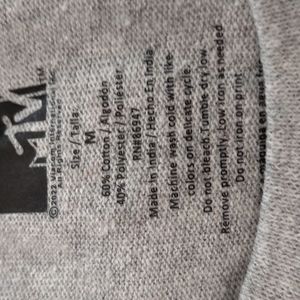 MTV
©2022 Viacom International Inc.
All Rights Reserved.
Size / Talla:
M
60% Cotton / Algodón
40% Polyester / Poliester
RN#86947
Made in India / Hecho En India
Machine wash cold with like
colors on delicate cycle.
Do not bleach. Tumble dry low.
Remove promptly. Low iron as needed
Do not iron on print.